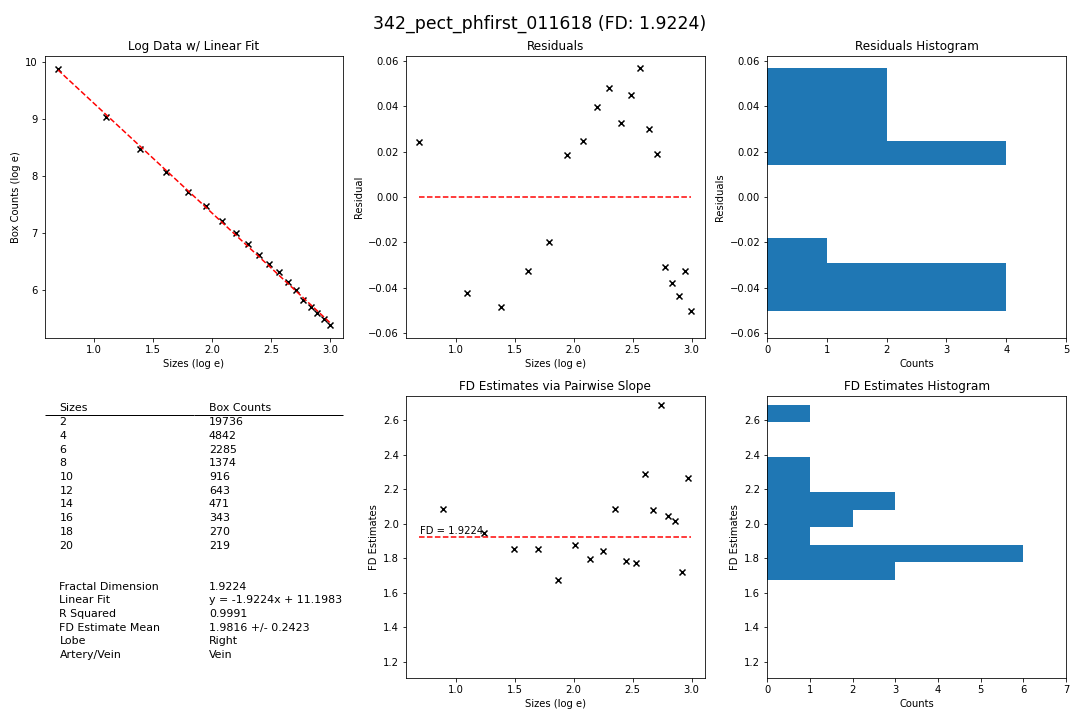 342_pect_phfirst_011618 (FD: 1.9224)
Log Data w/ Linear Fit
Box Counts (log e)
10
9
8
7
6
1.0 1.5 2.0 2.5 3.0
Sizes (log e)
Residuals
Residual
0.06
0.04
0.02
0.00
−0.02
−0.04
−0.06
1.0 1.5 2.0 2.5 3.0
Sizes (log e)
Residuals Histogram
Residuals
0.06
0.04
0.02
0.00
−0.02
−0.04
−0.06
0 1 2 3 4 5
Counts
Sizes Box Counts
2 19736
4 4842
6 2285
8 1374
10 916
12 643
14 471
16 343
18 270
20 219
Fractal Dimension 1.9224
Linear Fit y = -1.9224x + 11.1983
R Squared 0.9991
FD Estimate Mean 1.9816 +/- 0.2423
Lobe Right
Artery/Vein Vein
FD Estimates via Pairwise Slope
FD Estimates
2.6
2.4
2.2
2.0
1.8
1.6
1.4
1.2
FD = 1.9224
1.0 1.5 2.0 2.5 3.0
Sizes (log e)
FD Estimates Histogram
FD Estimates
2.6
2.4
2.2
2.0
1.8
1.6
1.4
1.2
0 1 2 3 4 5 6 7
Counts